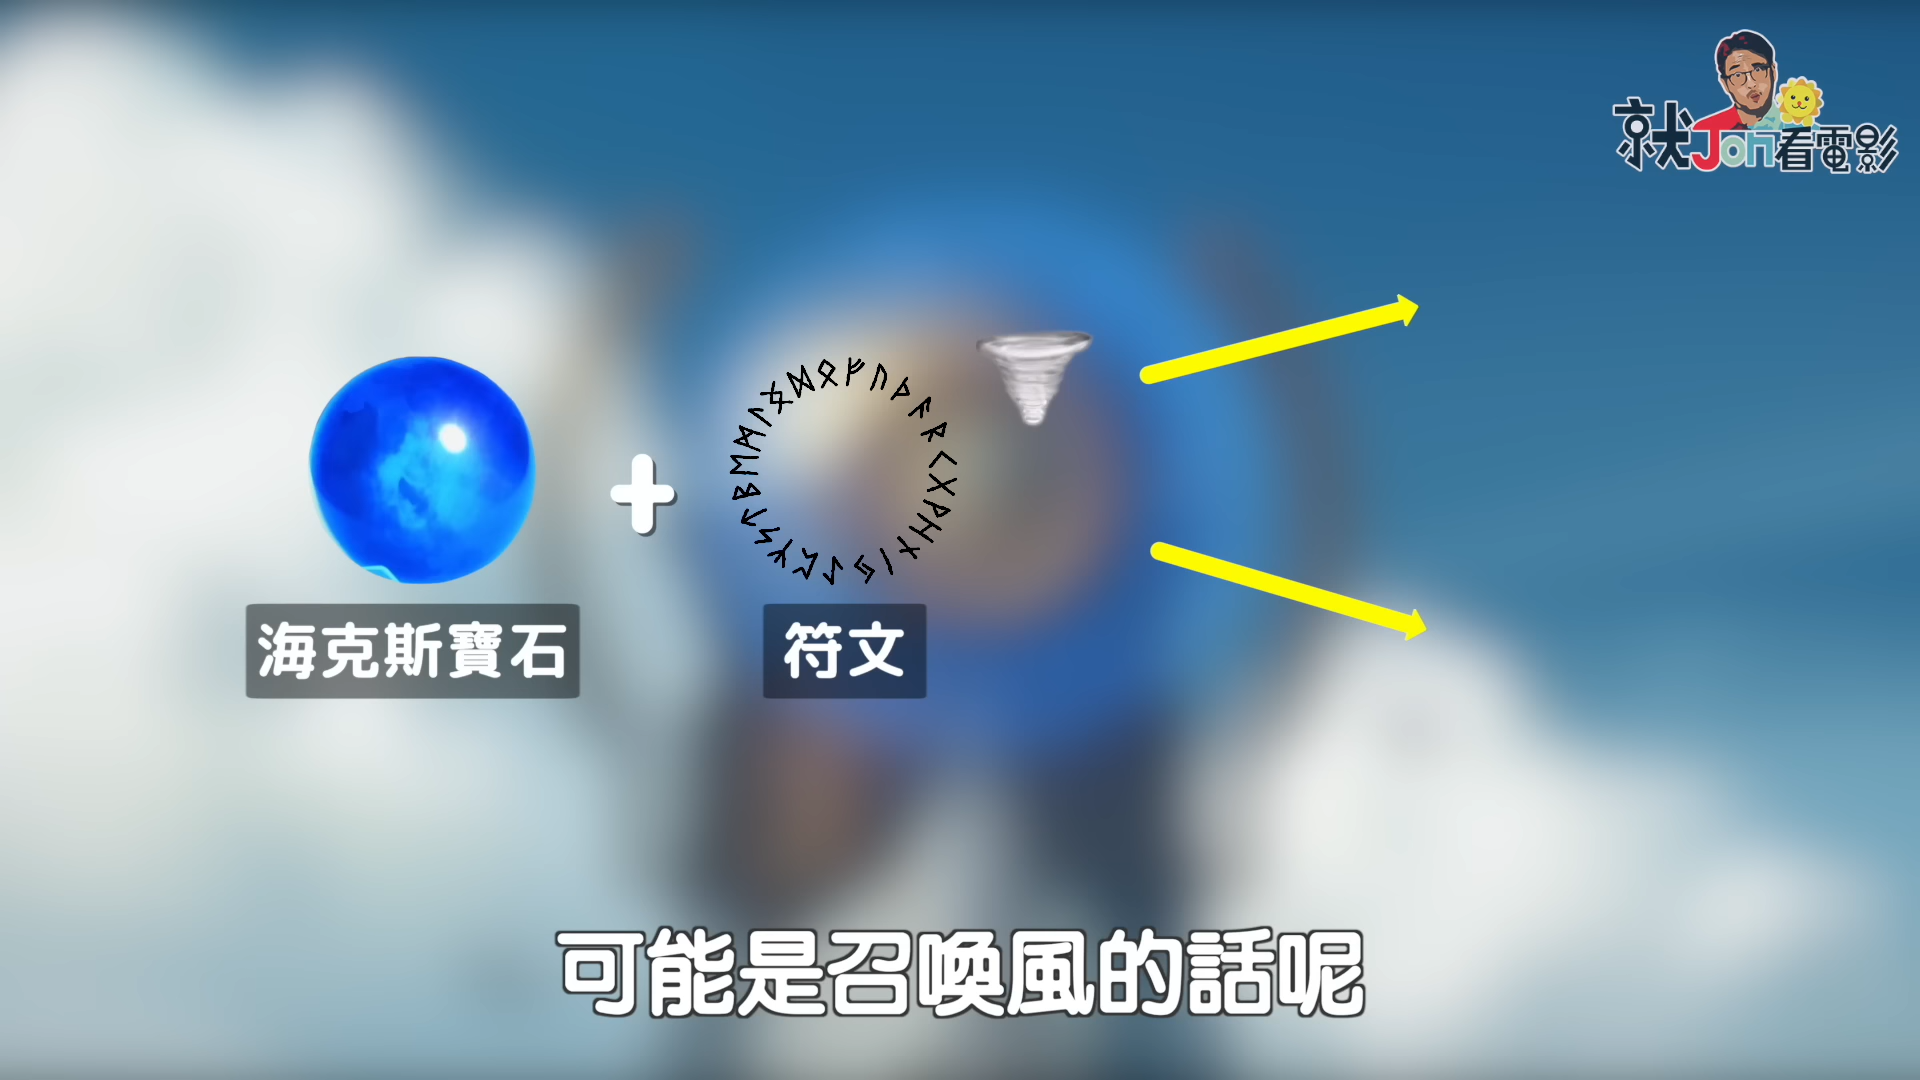 就Jon看電影
海克斯寶石
符文
可能是召喚風的話呢